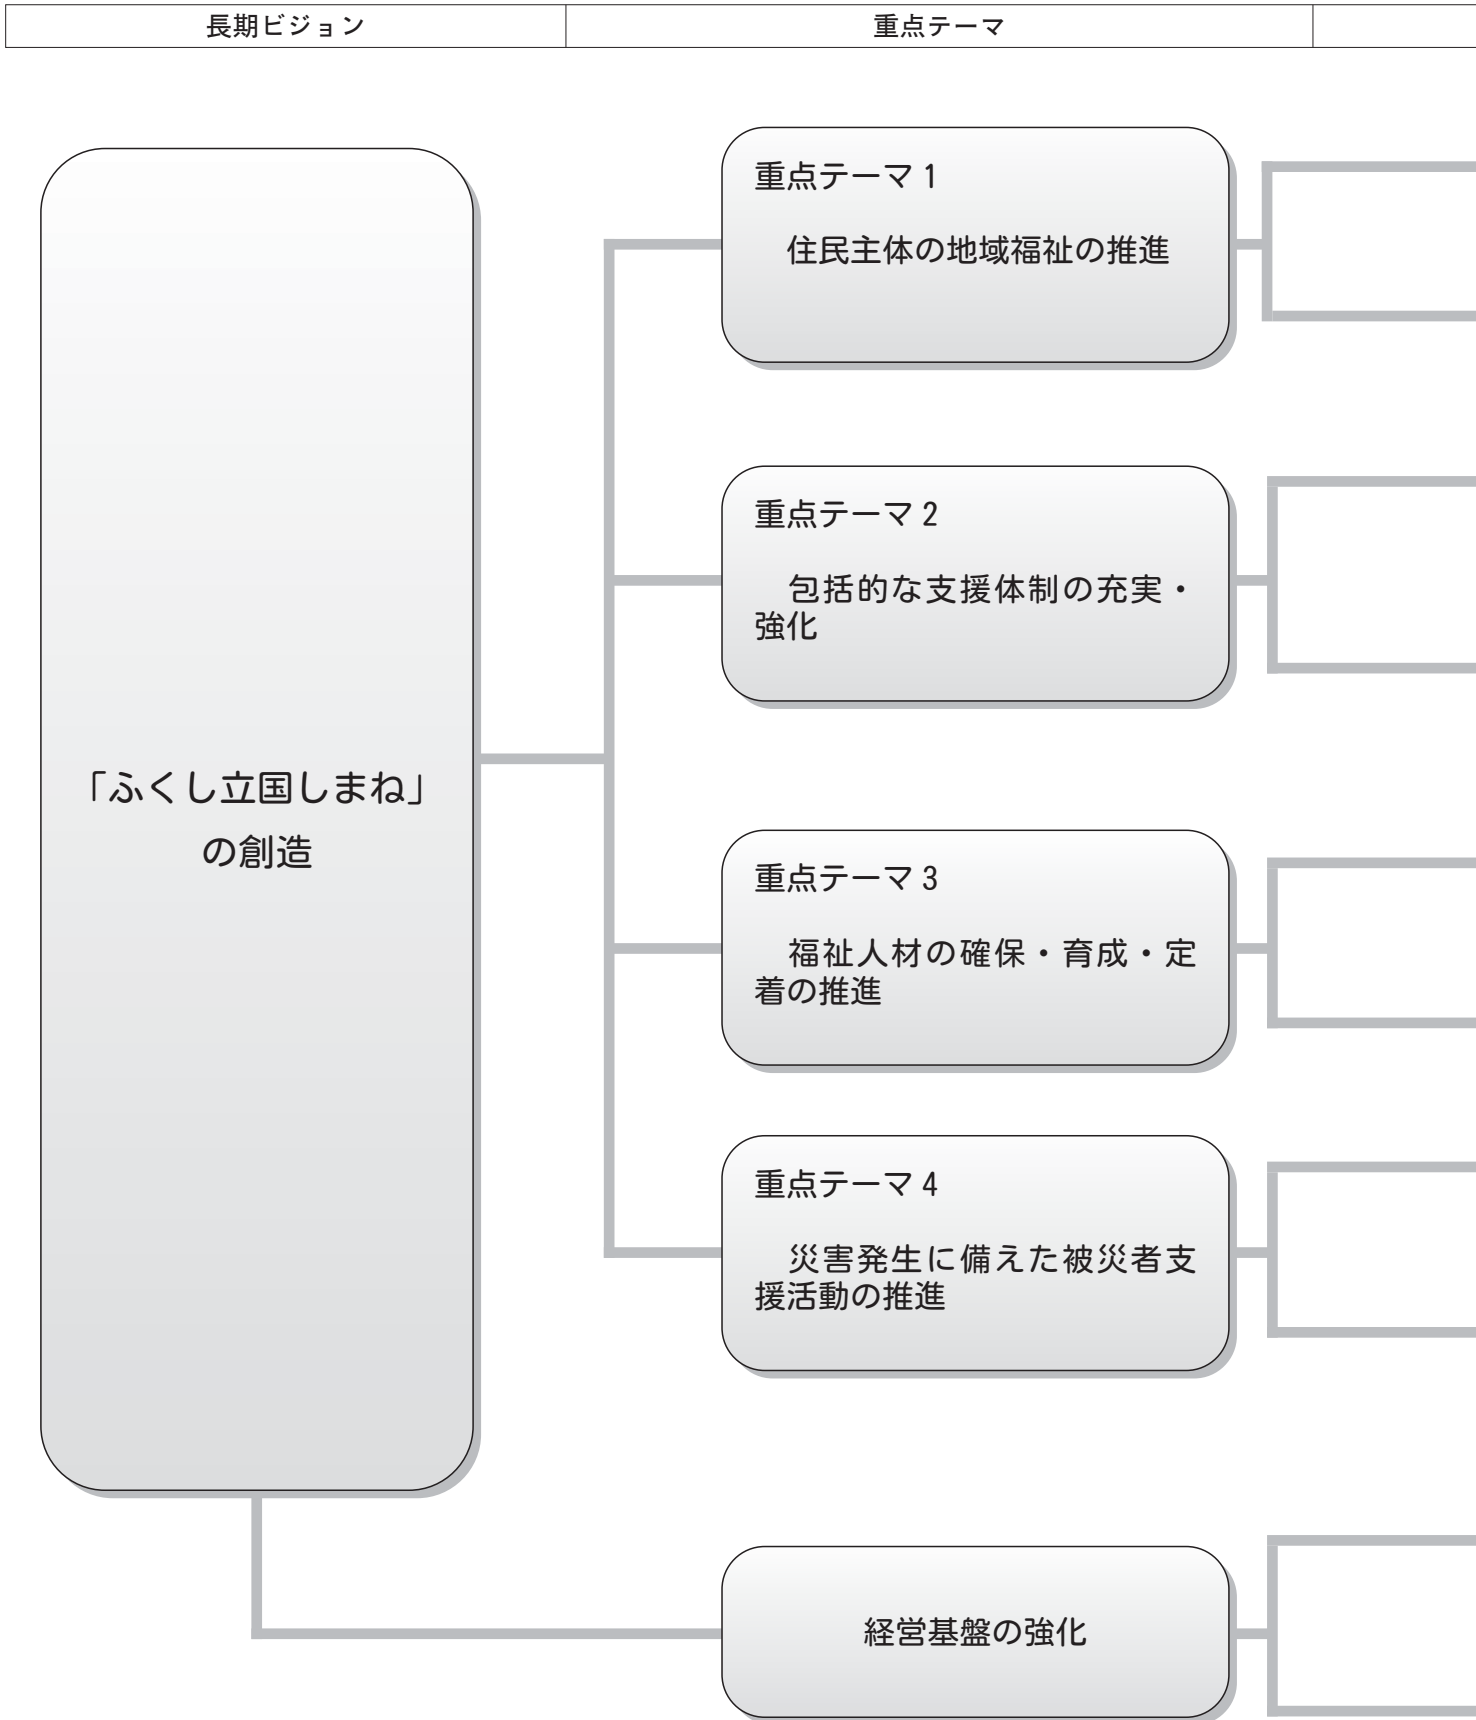 長期ビジョン
重点テーマ
重点テーマ 1
住民主体の地域福祉の推進
重点テーマ 2
包括的な支援体制の充実・
強化
「ふくし立国しまね」
の創造
重点テーマ 3
福祉人材の確保・育成・定
着の推進
重点テーマ 4
災害発生に備えた被災者支
援活動の推進
経営基盤の強化